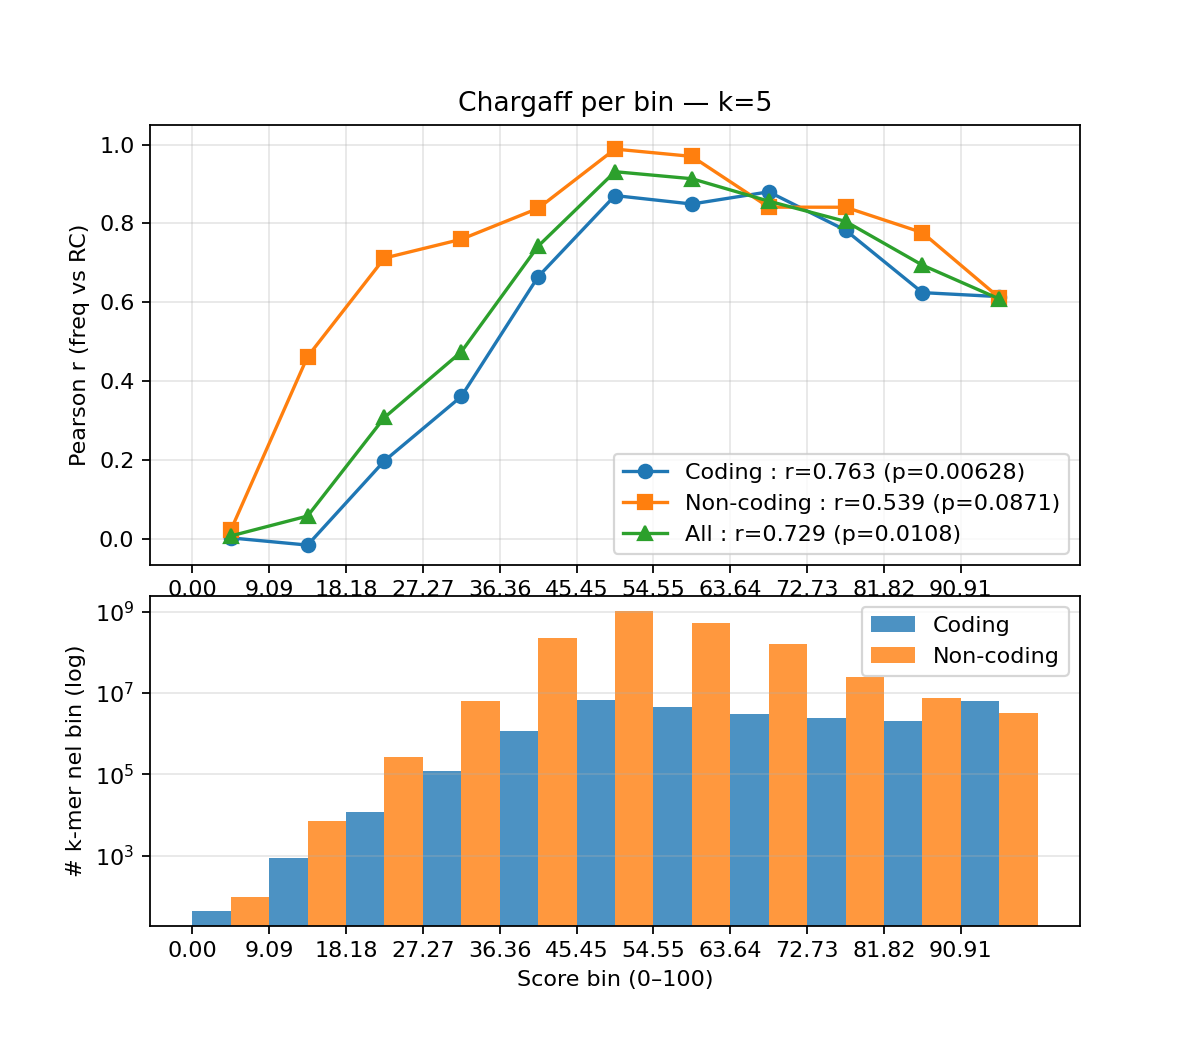 Chargaff per bin — k=5
Pearson r (freq vs RC)
1.0
0.8
0.6
0.4
0.2
0.0
Coding : r=0.763 (p=0.00628)
Non-coding : r=0.539 (p=0.0871)
All : r=0.729 (p=0.0108)
0.00 9.09 18.18 27.27 36.36 45.45 54.55 63.64 72.73 81.82 90.91
# k-mer nel bin (log)
10⁹
10⁷
10⁵
10³
Coding
Non-coding
0.00 9.09 18.18 27.27 36.36 45.45 54.55 63.64 72.73 81.82 90.91
Score bin (0–100)